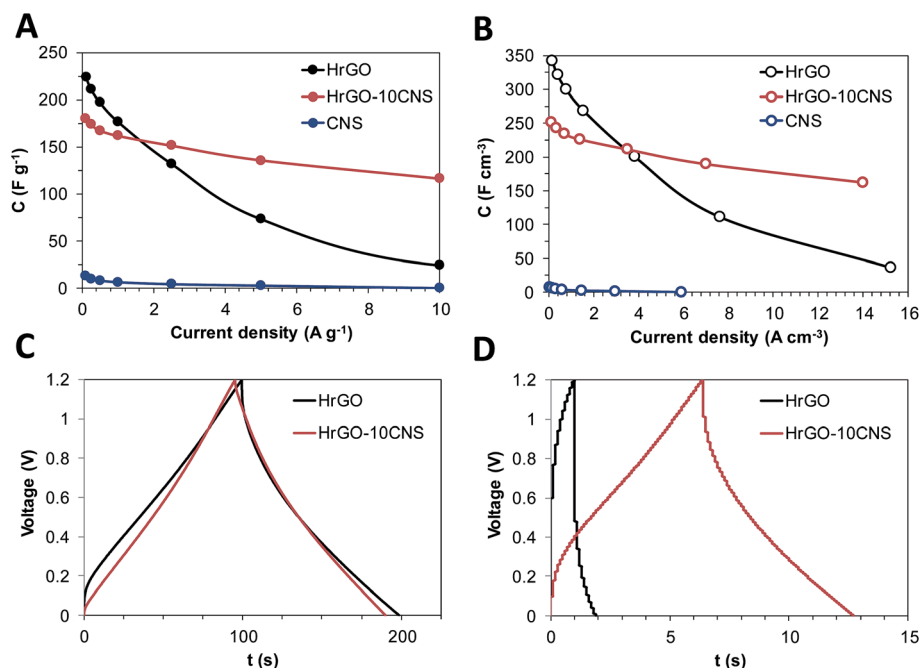 A
C (F g-1)
250
200
150
100
50
0
HrGO
HrGO-10CNS
CNS
0
2
4
6
8
10
Current density (A g-1)
B
C (F cm-3)
350
300
250
200
150
100
50
0
HrGO
HrGO-10CNS
CNS
0
2
4
6
8
10
12
14
16
Current density (A cm-3)
C
Voltage (V)
1.2
1
0.8
0.6
0.4
0.2
0
HrGO
HrGO-10CNS
0
100
200
t (s)
D
Voltage (V)
1.2
1
0.8
0.6
0.4
0.2
0
HrGO
HrGO-10CNS
0
5
10
15
t (s)